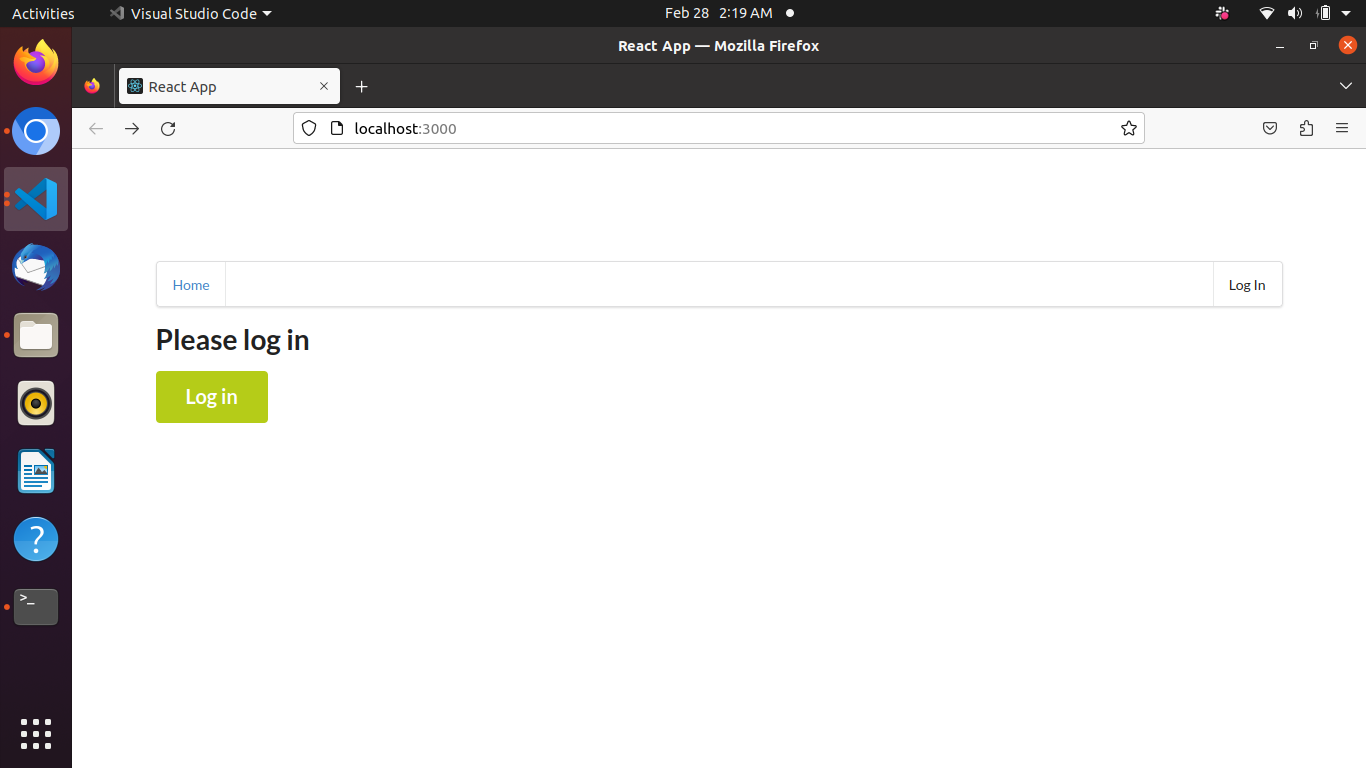 Activities
Visual Studio Code
Feb 28 2:19 AM
React App — Mozilla Firefox
React App
localhost:3000
Home
Log In
Please log in
Log in
?
>_